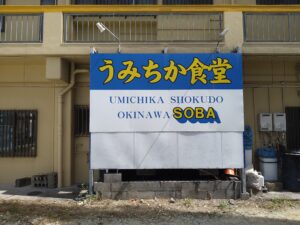 うみちか食堂
UMICHIKA SHOKUDO
OKINAWA SOBA